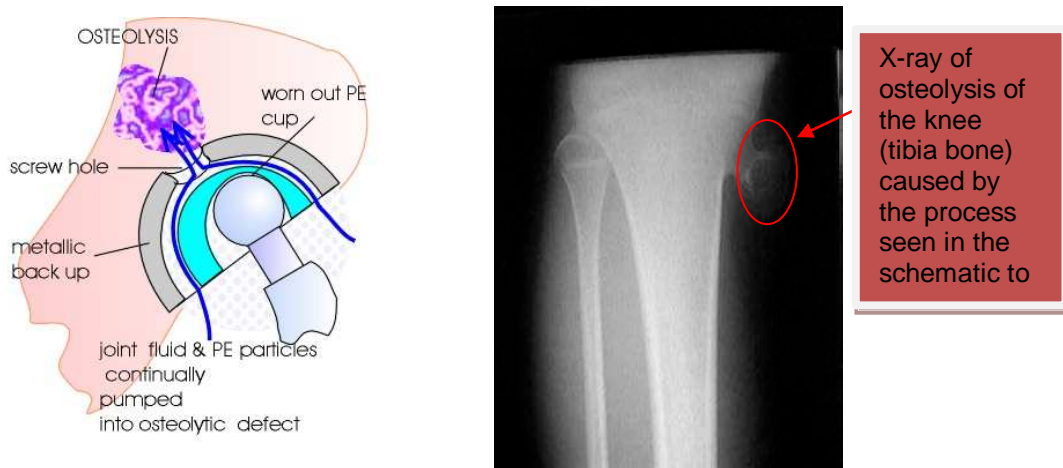 OSTEOLYSIS
worn out PE
cup
screw hole
metallic
back up
joint fluid & PE particles
continually
pumped
into osteolytic defect
X-ray of
osteolysis of
the knee
(tibia bone)
caused by
the process
seen in the
schematic to